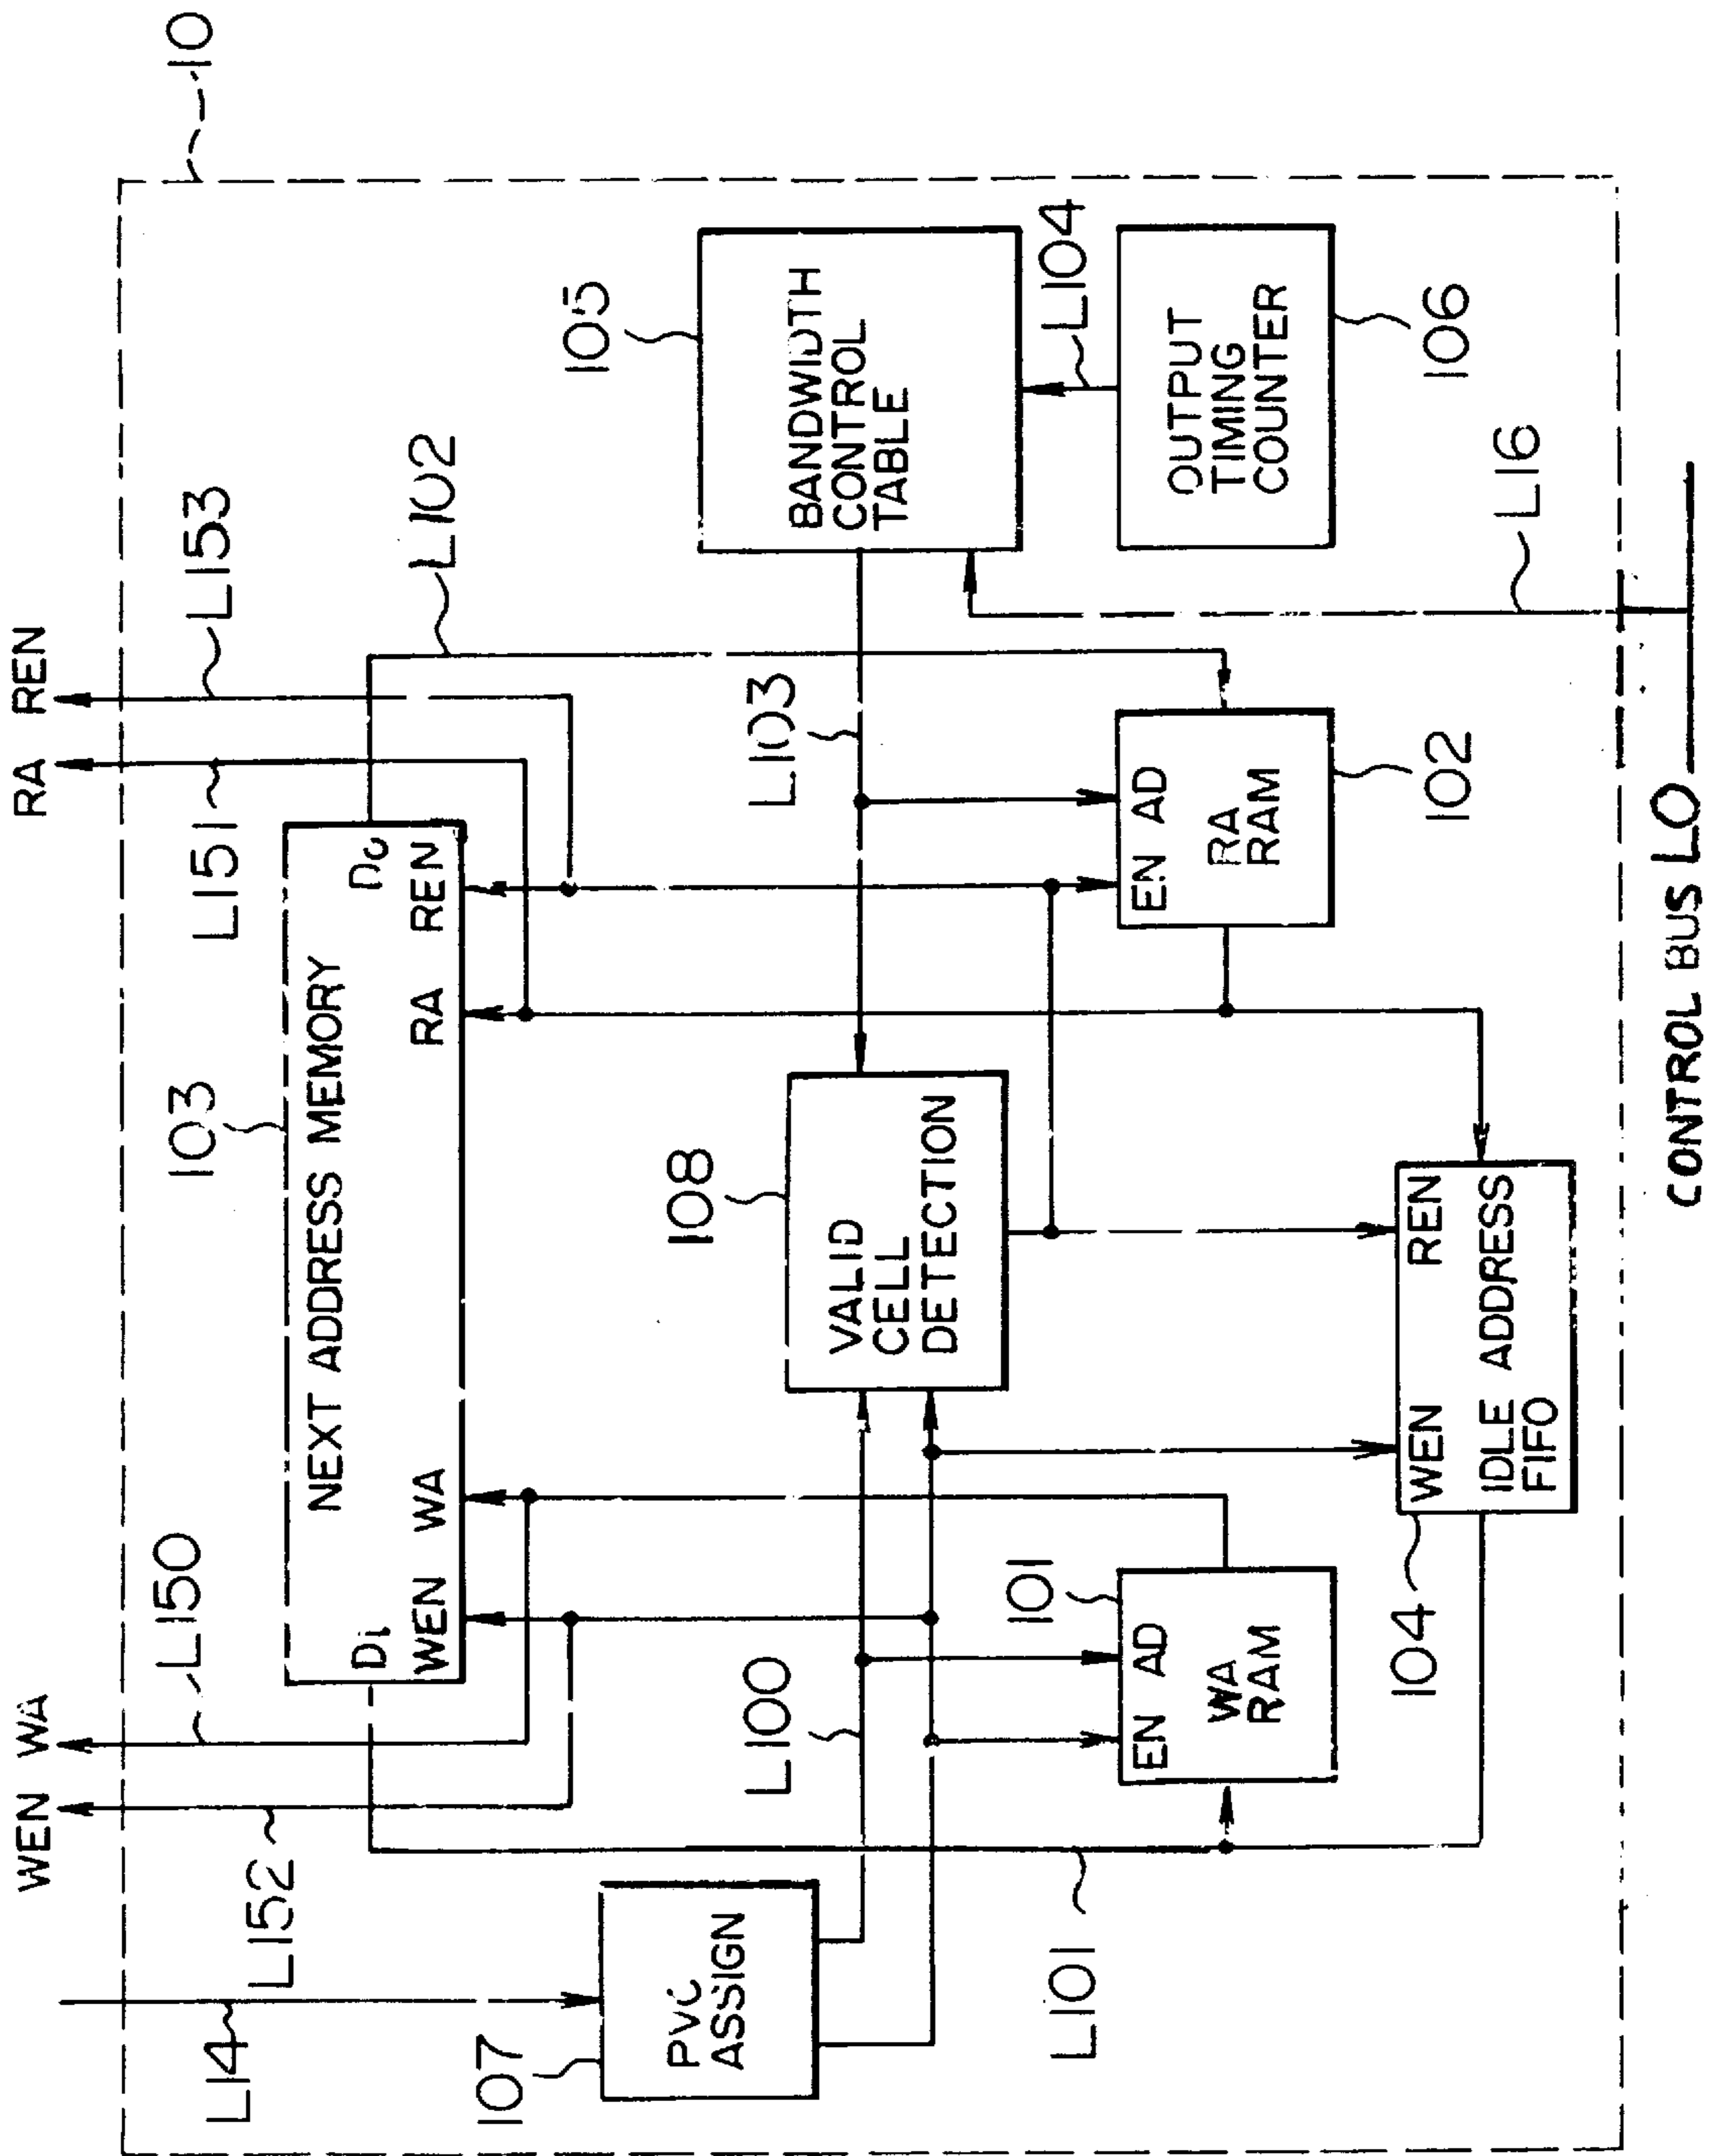 10
WEN WA
RA REN
L14
L152
L150
L151
L153
103
NEXT ADDRESS MEMORY
Di
WEN WA
RA REN
Do
L102
107
PVC
ASSIGN
L100
108
VALID
CELL
DETECTION
L103
105
BANDWIDTH
CONTROL
TABLE
L104
L101
101
EN AD
WA
RAM
EN AD
RA
RAM
102
OUTPUT
TIMING
COUNTER
106
104
WEN
REN
IDLE ADDRESS
FIFO
L16
CONTROL BUS LO